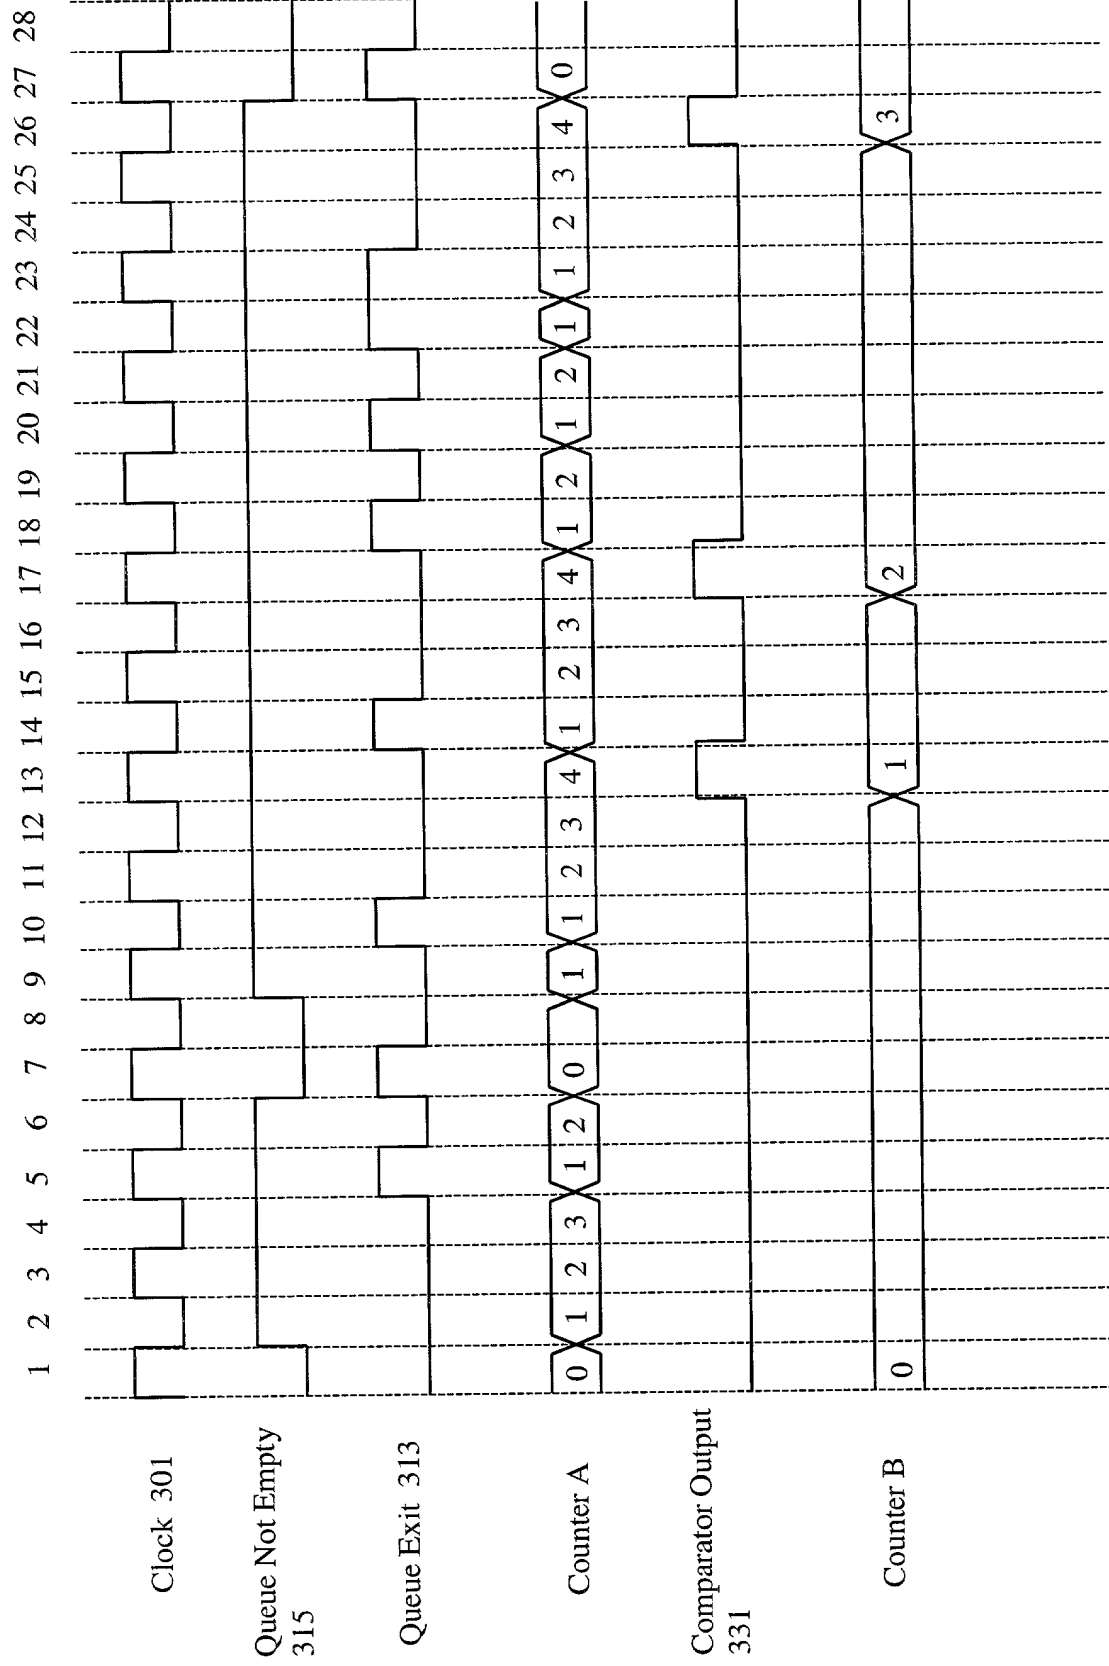 1 2 3 4 5 6 7 8 9 10 11 12 13 14 15 16 17 18 19 20 21 22 23 24 25 26 27 28
Clock 301
Queue Not Empty
315
Queue Exit 313
Counter A
0 1 2 3 1 2 0 1 1 2 3 4 1 2 3 4 1 2 1 2 1 1 2 3 4 0
Comparator Output
331
Counter B
0 1 2 3